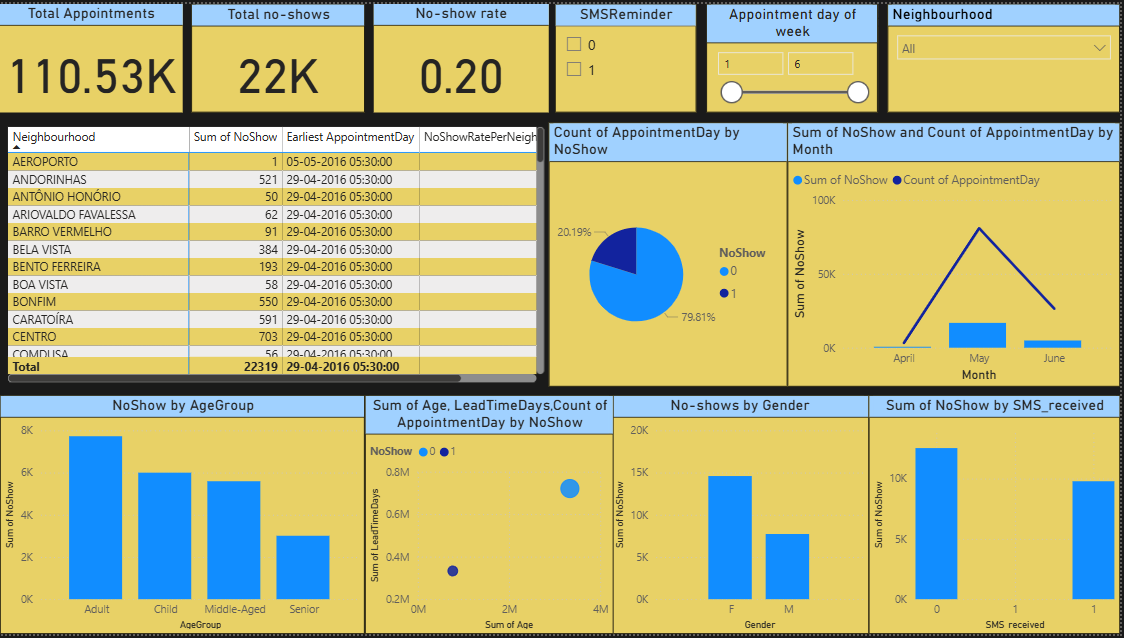 Total Appointments
110.53K
Total no-shows
22K
No-show rate
0.20
SMSReminder
0
1
Appointment day of
week
1
6
Neighbourhood
All
Neighbourhood Sum of NoShow Earliest AppointmentDay NoShowRatePerNeigh
AEROPORTO 1 05-05-2016 05:30:00
ANDORINHAS 521 29-04-2016 05:30:00
ANTÔNIO HONÓRIO 50 29-04-2016 05:30:00
ARIOVALDO FAVALESSA 62 29-04-2016 05:30:00
BARRO VERMELHO 91 29-04-2016 05:30:00
BELA VISTA 384 29-04-2016 05:30:00
BENTO FERREIRA 193 29-04-2016 05:30:00
BOA VISTA 58 29-04-2016 05:30:00
BONFIM 550 29-04-2016 05:30:00
CARATOÍRA 591 29-04-2016 05:30:00
CENTRO 703 29-04-2016 05:30:00
COMDUSA 56 29-04-2016 05:30:00
Total 22319 29-04-2016 05:30:00
Count of AppointmentDay by
NoShow
20.19%
79.81%
NoShow
0
1
Sum of NoShow and Count of AppointmentDay by
Month
Sum of NoShow Count of AppointmentDay
Sum of NoShow
100K
50K
0K
April May June
Month
NoShow by AgeGroup
Sum of NoShow
8K
6K
4K
2K
0K
Adult Child Middle-Aged Senior
AgeGroup
Sum of Age, LeadTimeDays,Count of
AppointmentDay by NoShow
NoShow 0 1
Sum of LeadTimeDays
0.8M
0.6M
0.4M
0.2M
0M 2M 4M
Sum of Age
No-shows by Gender
Sum of NoShow
20K
15K
10K
5K
0K
F M
Gender
Sum of NoShow by SMS_received
Sum of NoShow
10K
5K
0K
0 1 1
SMS_received